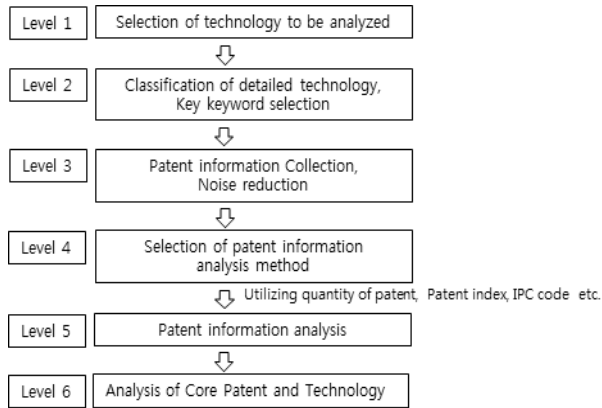 Level 1
Selection of technology to be analyzed
Level 2
Classification of detailed technology,
Key keyword selection
Level 3
Patent information Collection,
Noise reduction
Level 4
Selection of patent information
analysis method
Utilizing quantity of patent, Patent index, IPC code etc.
Level 5
Patent information analysis
Level 6
Analysis of Core Patent and Technology